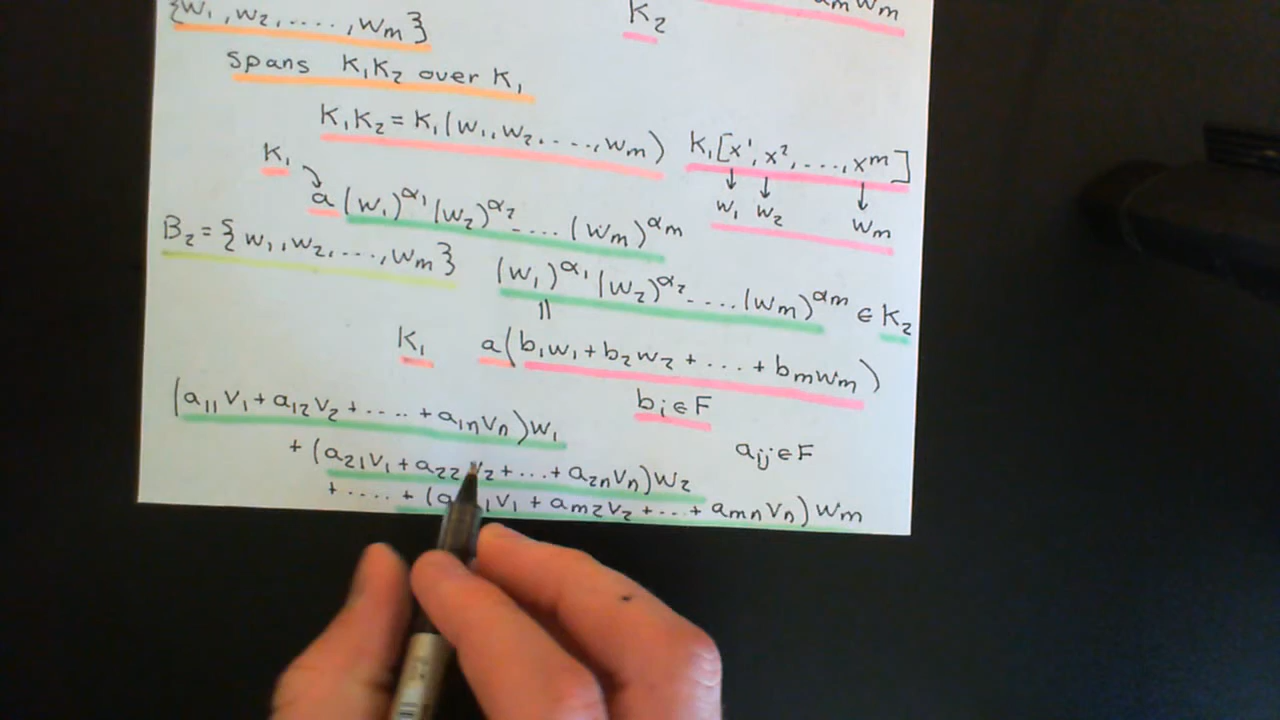 {w₁, w₂, ...., wₘ}
K₂
aₘwₘ
spans K₁K₂ over K₁
K₁K₂ = K₁(w₁, w₂, ...., wₘ)
K₁[x¹, x², ..., xᵐ]
↓ ↓ ↓
w₁ w₂ wₘ
K₁
a(w₁)^α₁ (w₂)^α₂ .... (wₘ)^αₘ
B₂ = {w₁, w₂, ..., wₘ}
(w₁)^α₁ (w₂)^α₂ .... (wₘ)^αₘ ∈ K₂
||
K₁ a(b₁w₁ + b₂w₂ + ... + bₘwₘ)
bᵢ ∈ F
(a₁₁v₁ + a₁₂v₂ + .... + a₁ₙvₙ)w₁
aᵢⱼ ∈ F
+ (a₂₁v₁ + a₂₂v₂ + ... + a₂ₙvₙ)w₂
+ .... + (a ₁v₁ + aₘ₂v₂ + ... + aₘₙvₙ)wₘ